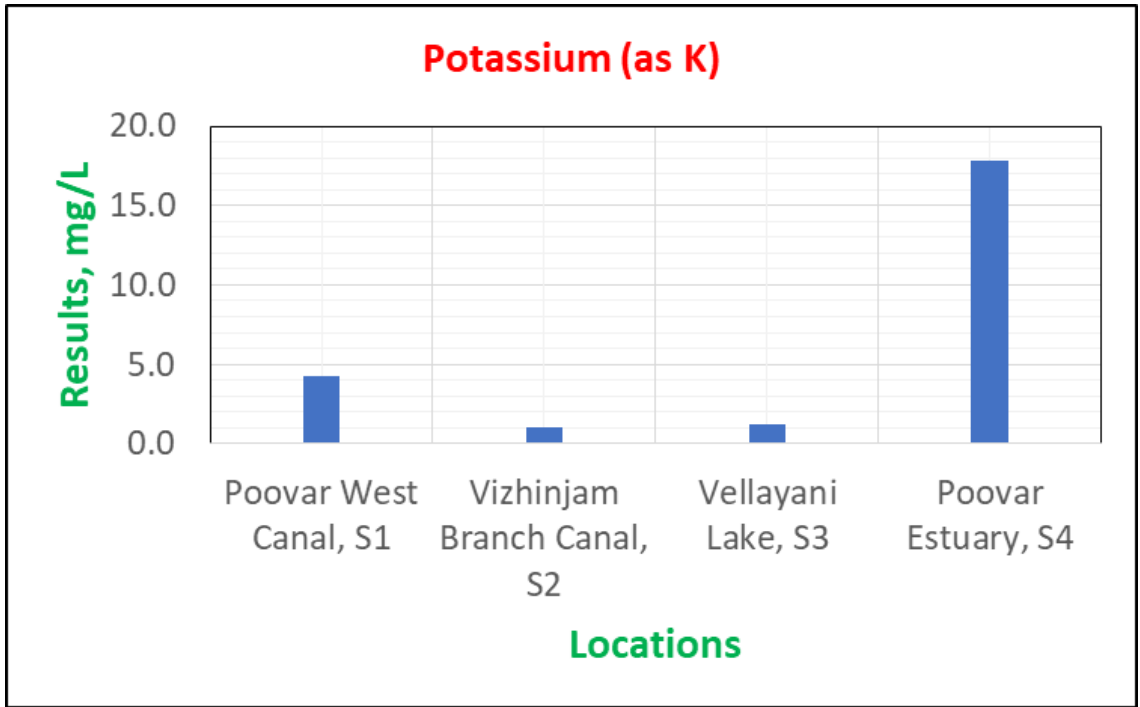 Potassium (as K)
Results, mg/L
20.0
15.0
10.0
5.0
0.0
Poovar West
Canal, S1
Vizhinjam
Branch Canal,
S2
Vellayani
Lake, S3
Poovar
Estuary, S4
Locations